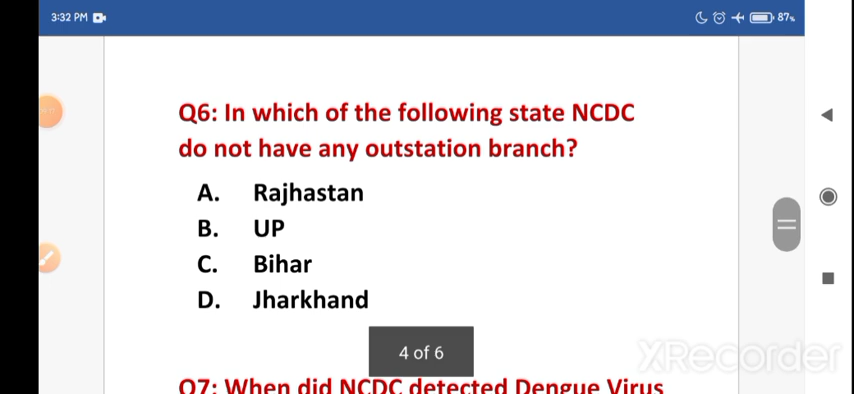 3:32 PM
87%
Q6: In which of the following state NCDC
do not have any outstation branch?
A. Rajhastan
B. UP
C. Bihar
D. Jharkhand
4 of 6
XRecorder
Q7: When did NCDC detected Dengue Virus